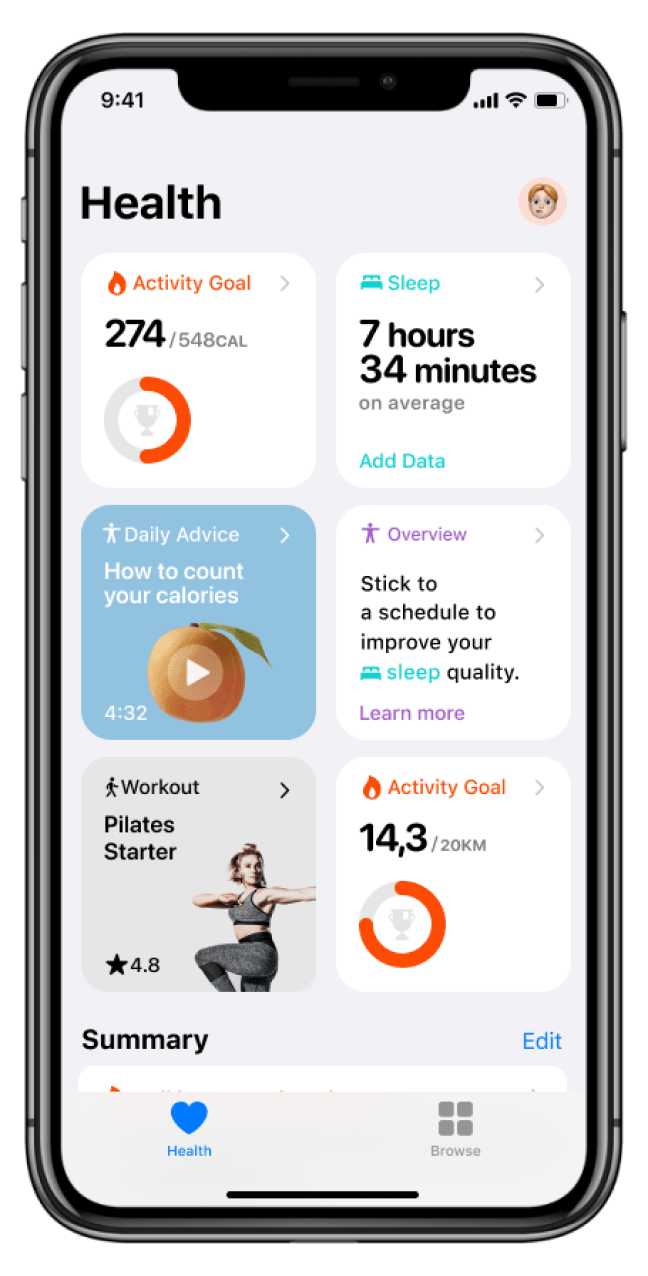 9:41
Health
Activity Goal
274/548CAL
Sleep
7 hours
34 minutes
on average
Add Data
Daily Advice
How to count
your calories
4:32
Overview
Stick to
a schedule to
improve your
sleep quality.
Learn more
Workout
Pilates
Starter
4.8
Activity Goal
14,3/20KM
Summary
Edit
Health
Browse